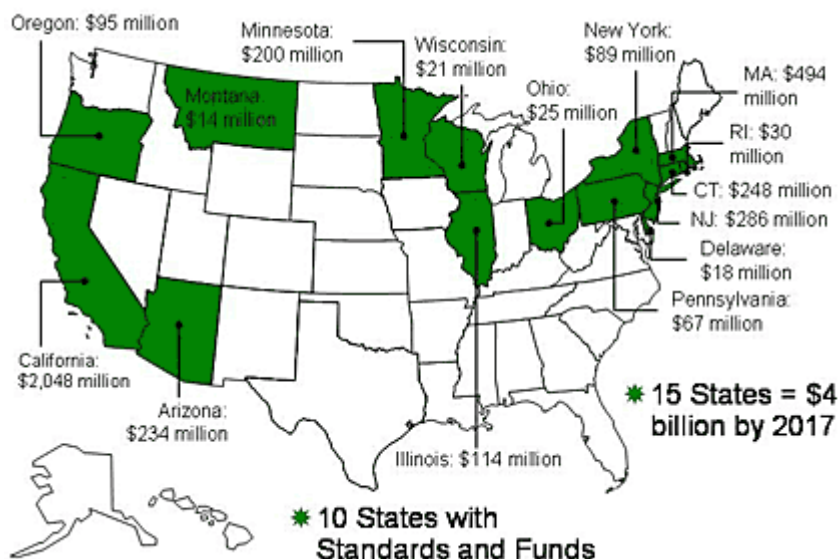 Oregon: $95 million
Minnesota:
$200 million
Wisconsin:
$21 million
New York:
$89 million
MA: $494
million
Montana:
$14 million
Ohio:
$25 million
RI: $30
million
CT: $248 million
NJ: $286 million
Delaware:
$18 million
Pennsylvania:
$67 million
California:
$2,048 million
Arizona:
$234 million
Illinois: $114 million
15 States = $4
billion by 2017
10 States with
Standards and Funds